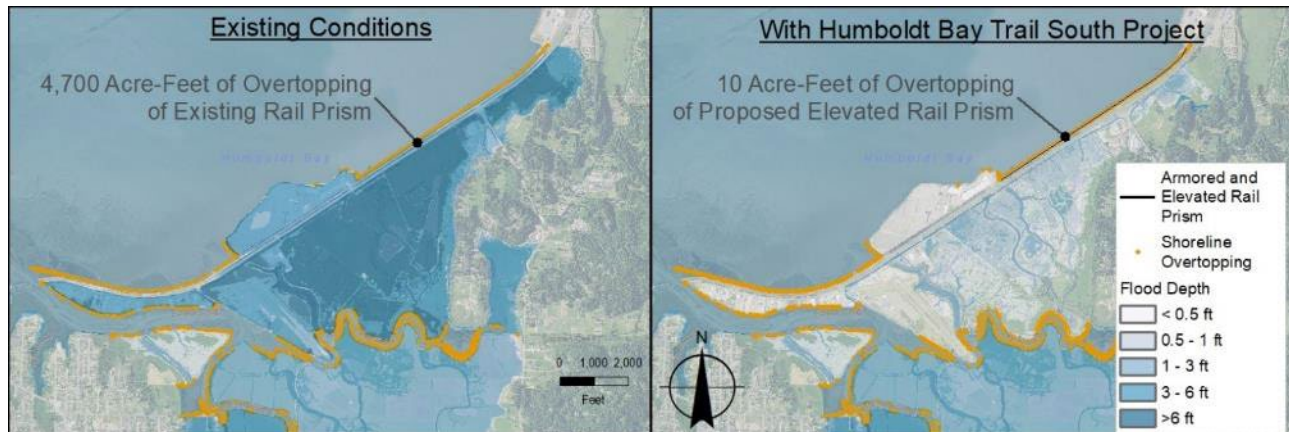 Existing Conditions
4,700 Acre-Feet of Overtopping
of Existing Rail Prism
Humboldt Bay
0 1,000 2,000
Feet
With Humboldt Bay Trail South Project
10 Acre-Feet of Overtopping
of Proposed Elevated Rail Prism
Humboldt Bay
N
Armored and
Elevated Rail
Prism
Shoreline
Overtopping
Flood Depth
< 0.5 ft
0.5 - 1 ft
1 - 3 ft
3 - 6 ft
>6 ft